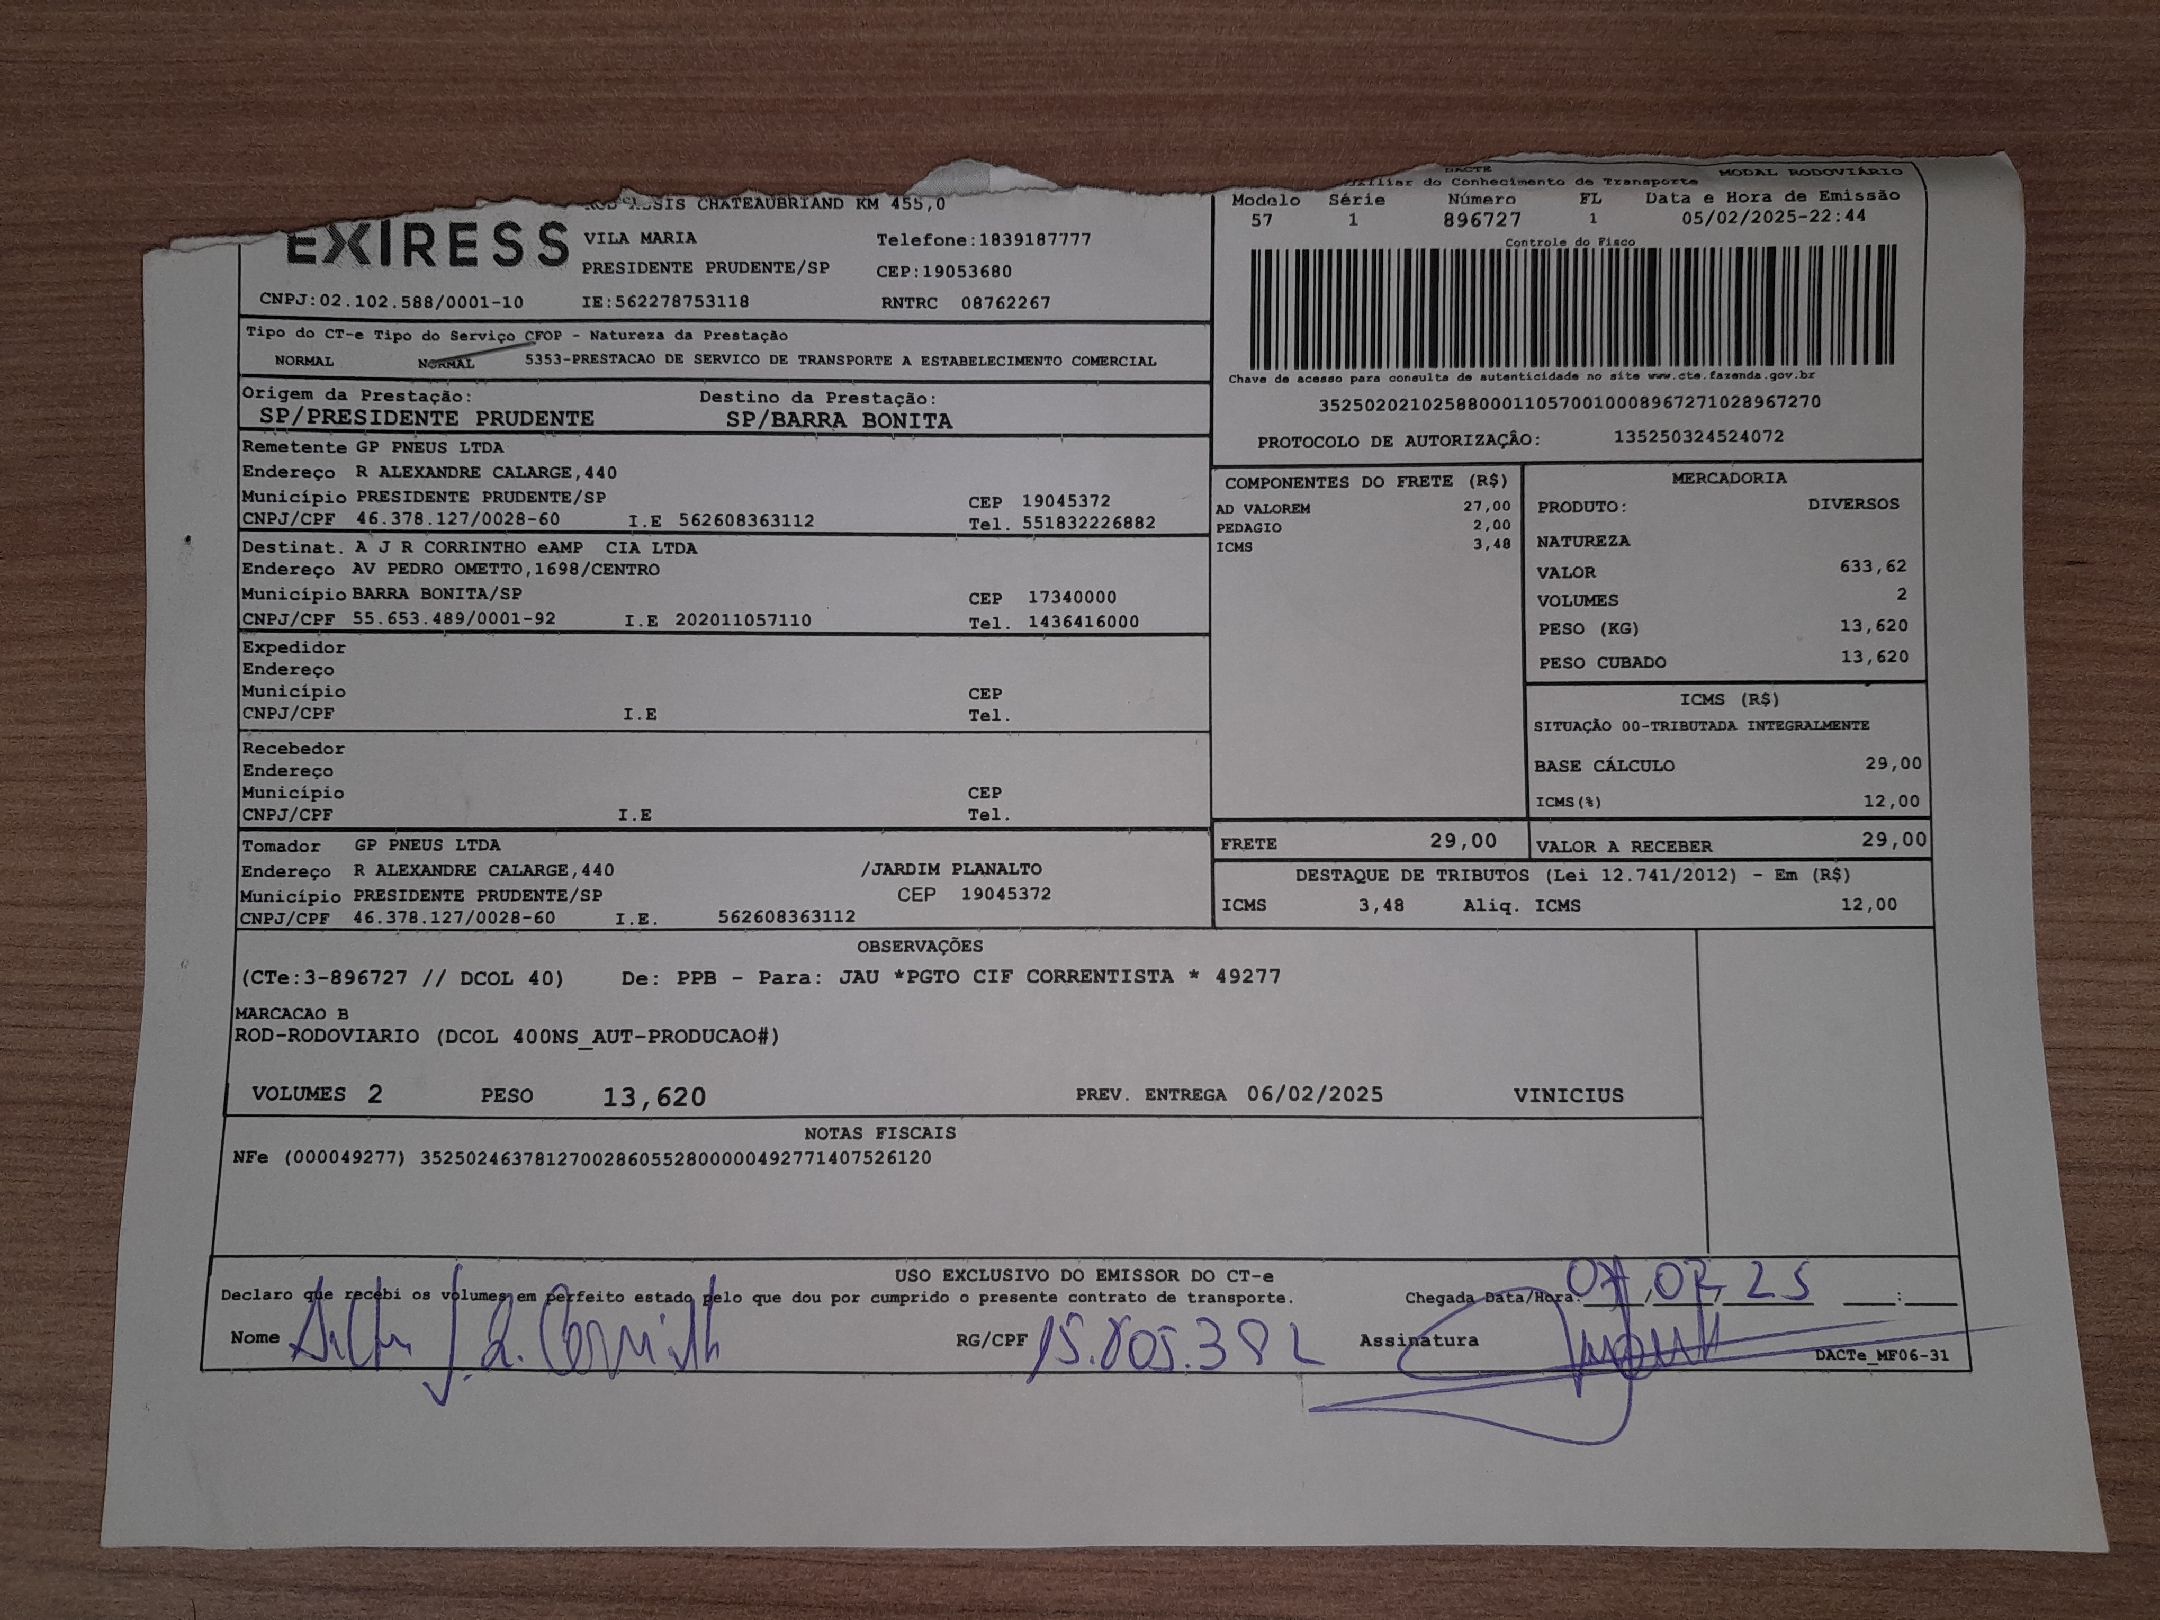 DACTE
MODAL RODOVIÁRIO
do Conhecimento de Transporte
ASSIS CHATEAUBRIAND KM 455,0
EXIRESS
VILA MARIA Telefone:1839187777
PRESIDENTE PRUDENTE/SP CEP:19053680
CNPJ:02.102.588/0001-10 IE:562278753118 RNTRC 08762267
Modelo Série Número FL Data e Hora de Emissão
57 1 896727 1 05/02/2025-22:44
Controle do Fisco
Chave de acesso para consulta de autenticidade no site www.cte.fazenda.gov.br
35250202102588000110570010008967271028967270
PROTOCOLO DE AUTORIZAÇÃO: 135250324524072
Tipo do CT-e Tipo do Serviço CFOP - Natureza da Prestação
NORMAL NORMAL 5353-PRESTACAO DE SERVICO DE TRANSPORTE A ESTABELECIMENTO COMERCIAL
Origem da Prestação: Destino da Prestação:
SP/PRESIDENTE PRUDENTE SP/BARRA BONITA
Remetente GP PNEUS LTDA
Endereço R ALEXANDRE CALARGE,440
Município PRESIDENTE PRUDENTE/SP CEP 19045372
CNPJ/CPF 46.378.127/0028-60 I.E 562608363112 Tel. 551832226882
Destinat. A J R CORRINTHO eAMP CIA LTDA
Endereço AV PEDRO OMETTO,1698/CENTRO
Município BARRA BONITA/SP CEP 17340000
CNPJ/CPF 55.653.489/0001-92 I.E 202011057110 Tel. 1436416000
Expedidor
Endereço
Município CEP
CNPJ/CPF I.E Tel.
Recebedor
Endereço
Município CEP
CNPJ/CPF I.E Tel.
Tomador GP PNEUS LTDA
Endereço R ALEXANDRE CALARGE,440 /JARDIM PLANALTO
Município PRESIDENTE PRUDENTE/SP CEP 19045372
CNPJ/CPF 46.378.127/0028-60 I.E. 562608363112
COMPONENTES DO FRETE (R$)
AD VALOREM 27,00
PEDAGIO 2,00
ICMS 3,48
MERCADORIA
PRODUTO: DIVERSOS
NATUREZA
VALOR 633,62
VOLUMES 2
PESO (KG) 13,620
PESO CUBADO 13,620
ICMS (R$)
SITUAÇÃO 00-TRIBUTADA INTEGRALMENTE
BASE CÁLCULO 29,00
ICMS(%) 12,00
FRETE 29,00 VALOR A RECEBER 29,00
DESTAQUE DE TRIBUTOS (Lei 12.741/2012) - Em (R$)
ICMS 3,48 Aliq. ICMS 12,00
OBSERVAÇÕES
(CTe:3-896727 // DCOL 40) De: PPB - Para: JAU *PGTO CIF CORRENTISTA * 49277
MARCACAO B
ROD-RODOVIARIO (DCOL 400NS_AUT-PRODUCAO#)
VOLUMES 2 PESO 13,620 PREV. ENTREGA 06/02/2025 VINICIUS
NOTAS FISCAIS
NFe (000049277) 35250246378127002860552800000492771407526120
USO EXCLUSIVO DO EMISSOR DO CT-e
Declaro que recebi os volumes em perfeito estado pelo que dou por cumprido o presente contrato de transporte. Chegada Data/Hora: 07,02,25 :
Nome J. R. Corrintho RG/CPF 15.805.382 Assinatura
DACTe_MF06-31